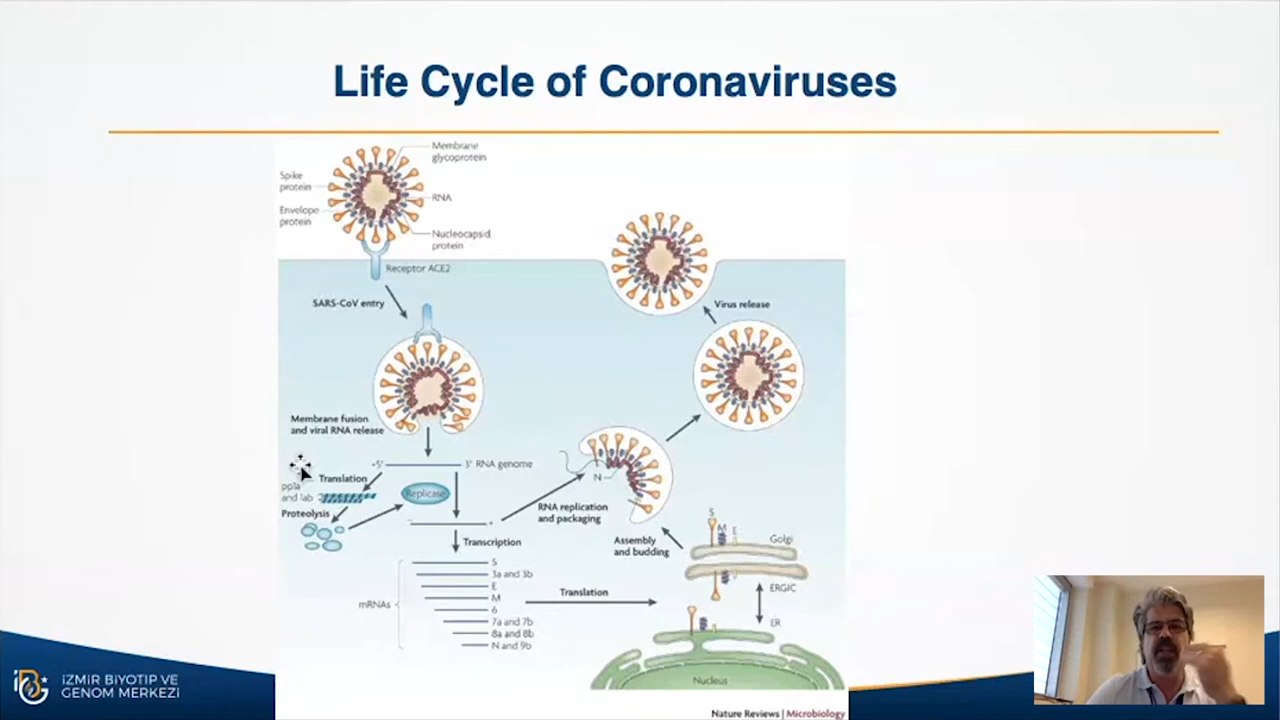 Life Cycle of Coronaviruses
Membrane
glycoprotein
Spike
protein
RNA
Envelope
protein
Nucleocapsid
protein
Receptor ACE2
SARS-CoV entry
Virus release
Membrane fusion
and viral RNA release
5'
3' RNA genome
Translation
pp1a
and lab
Replicase
Proteolysis
N
RNA replication
and packaging
- +
Transcription
S
M
E
Golgi
Assembly
and budding
mRNAs
S
3a and 3b
E
M
6
7a and 7b
8a and 8b
N and 9b
Translation
ERGIC
ER
Nucleus
İZMİR BİYOTIP VE
GENOM MERKEZİ
Nature Reviews | Microbiology